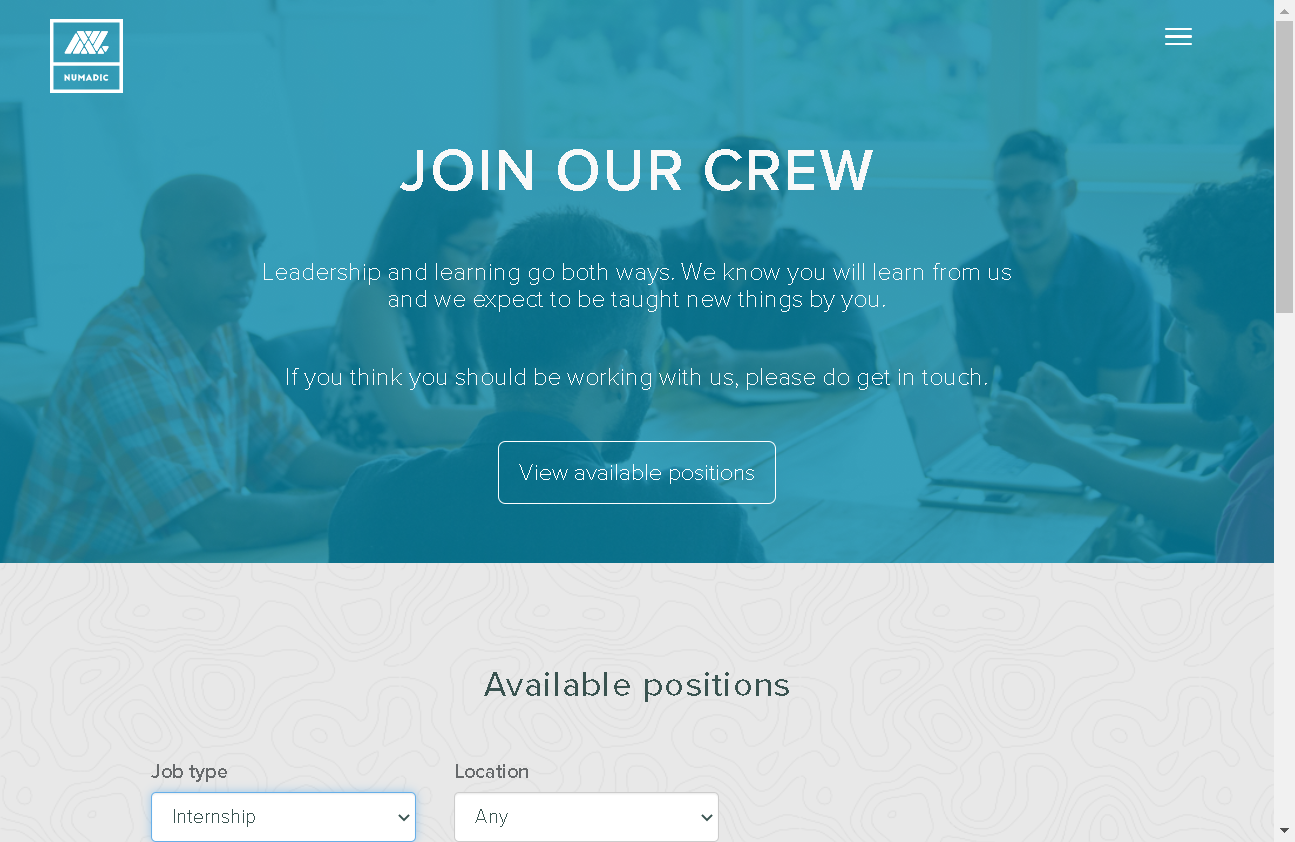 NUMADIC
JOIN OUR CREW
Leadership and learning go both ways. We know you will learn from us
and we expect to be taught new things by you.
If you think you should be working with us, please do get in touch.
View available positions
Available positions
Job type
Location
Internship
Any